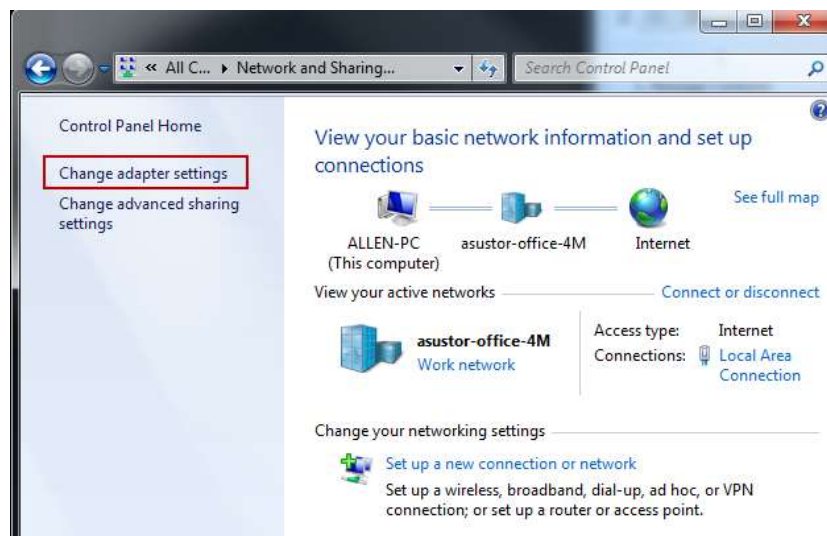 « All C... ▸ Network and Sharing...
Search Control Panel
Control Panel Home
Change adapter settings
Change advanced sharing
settings
View your basic network information and set up
connections
See full map
ALLEN-PC
(This computer)
asustor-office-4M
Internet
View your active networks
Connect or disconnect
asustor-office-4M
Work network
Access type:
Internet
Connections:
Local Area
Connection
Change your networking settings
Set up a new connection or network
Set up a wireless, broadband, dial-up, ad hoc, or VPN
connection; or set up a router or access point.